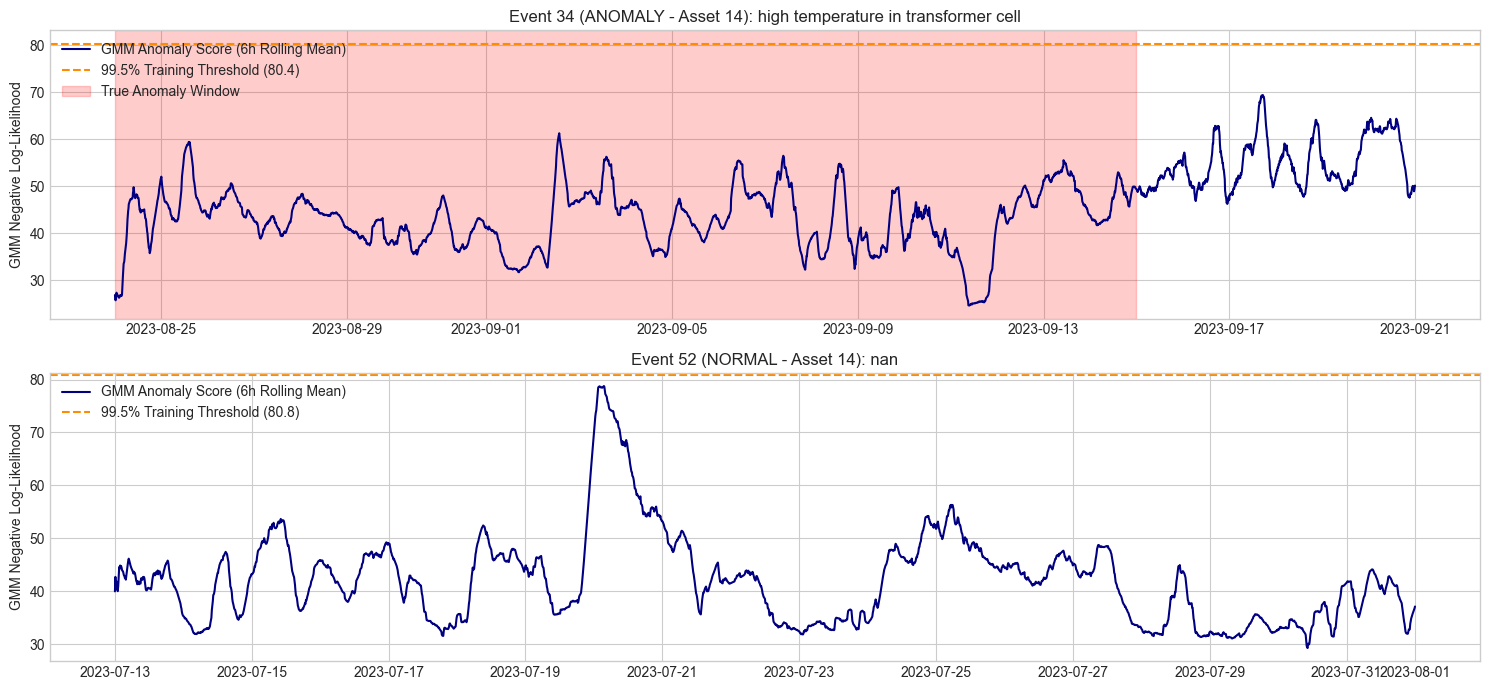 Event 34 (ANOMALY - Asset 14): high temperature in transformer cell
GMM Negative Log-Likelihood
80
70
60
50
40
30
GMM Anomaly Score (6h Rolling Mean)
99.5% Training Threshold (80.4)
True Anomaly Window
2023-08-25 2023-08-29 2023-09-01 2023-09-05 2023-09-09 2023-09-13 2023-09-17 2023-09-21
Event 52 (NORMAL - Asset 14): nan
GMM Negative Log-Likelihood
80
70
60
50
40
30
GMM Anomaly Score (6h Rolling Mean)
99.5% Training Threshold (80.8)
2023-07-13 2023-07-15 2023-07-17 2023-07-19 2023-07-21 2023-07-23 2023-07-25 2023-07-27 2023-07-29 2023-07-31 2023-08-01